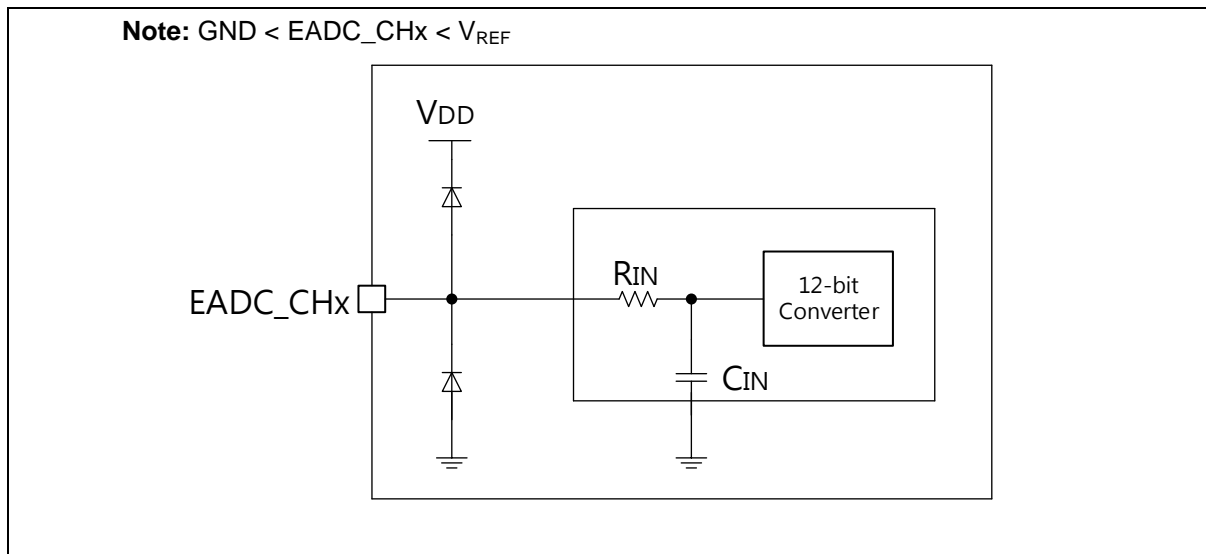 Note: GND < EADC_CHx < VREF
VDD
EADC_CHx
RIN
12-bit
Converter
CIN